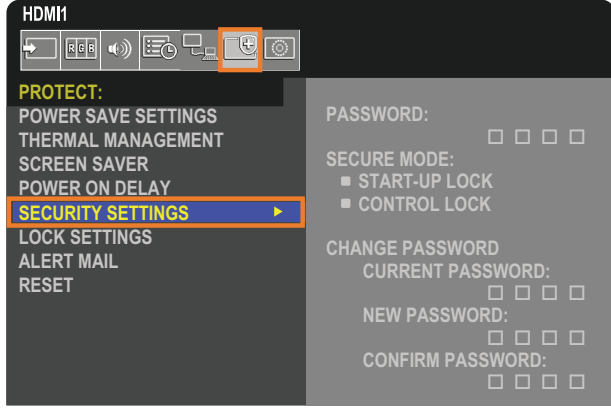 HDMI1
RGB
PROTECT:
POWER SAVE SETTINGS
THERMAL MANAGEMENT
SCREEN SAVER
POWER ON DELAY
SECURITY SETTINGS
LOCK SETTINGS
ALERT MAIL
RESET
PASSWORD:
SECURE MODE:
START-UP LOCK
CONTROL LOCK
CHANGE PASSWORD
CURRENT PASSWORD:
NEW PASSWORD:
CONFIRM PASSWORD: